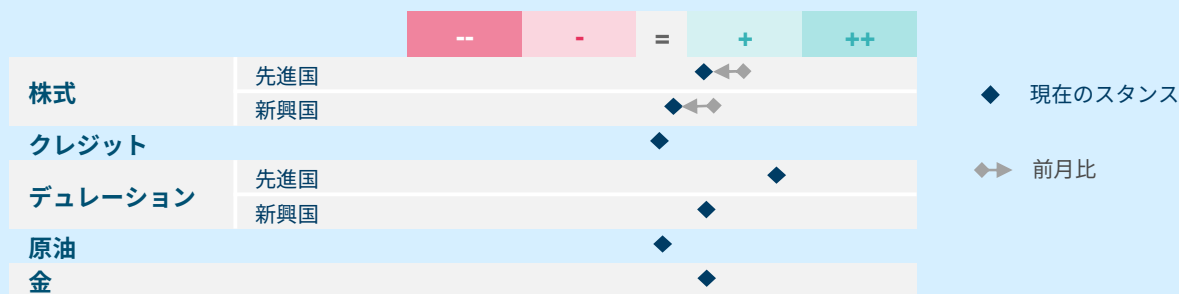 -- - = + ++
株式 先進国
新興国
クレジット
デュレーション 先進国
新興国
原油
金
現在のスタンス
前月比